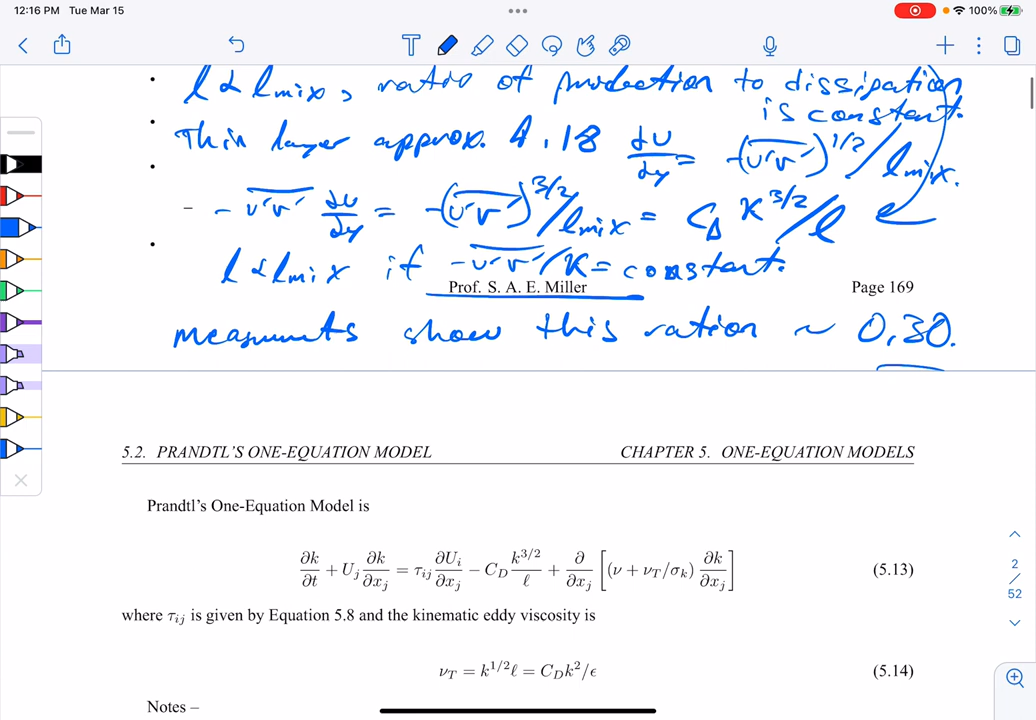 12:16 PM Tue Mar 15
100%
• l α lmix, ratio of production to dissipation
is constant.
• Thin layer approx. 4.18 dU/dy = (-u'v')^1/2 / lmix.
• - -u'v' dU/dy = (-u'v')^3/2 / lmix = C_D K^3/2 / l
• l α lmix if -u'v'/K = constant.
Prof. S. A. E. Miller Page 169
show this ration ~ 0.30.
5.2. PRANDTL'S ONE-EQUATION MODEL CHAPTER 5. ONE-EQUATION MODELS
Prandtl's One-Equation Model is
∂k/∂t + U_j ∂k/∂x_j = τ_ij ∂U_i/∂x_j − C_D k^{3/2}/ℓ + ∂/∂x_j [(ν + ν_T/σ_k) ∂k/∂x_j] (5.13)
where τ_ij is given by Equation 5.8 and the kinematic eddy viscosity is
ν_T = k^{1/2}ℓ = C_D k^2/ϵ (5.14)
Notes –
2
/
52